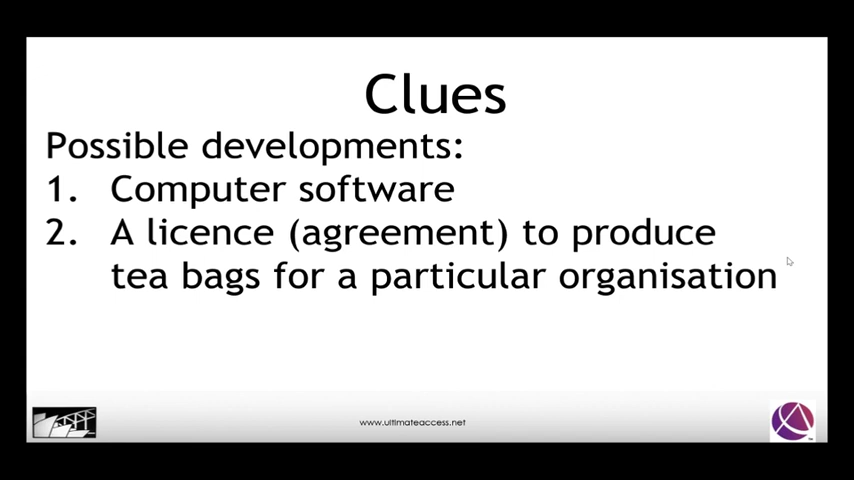 Clues
Possible developments:
1. Computer software
2. A licence (agreement) to produce
tea bags for a particular organisation
www.ultimateaccess.net